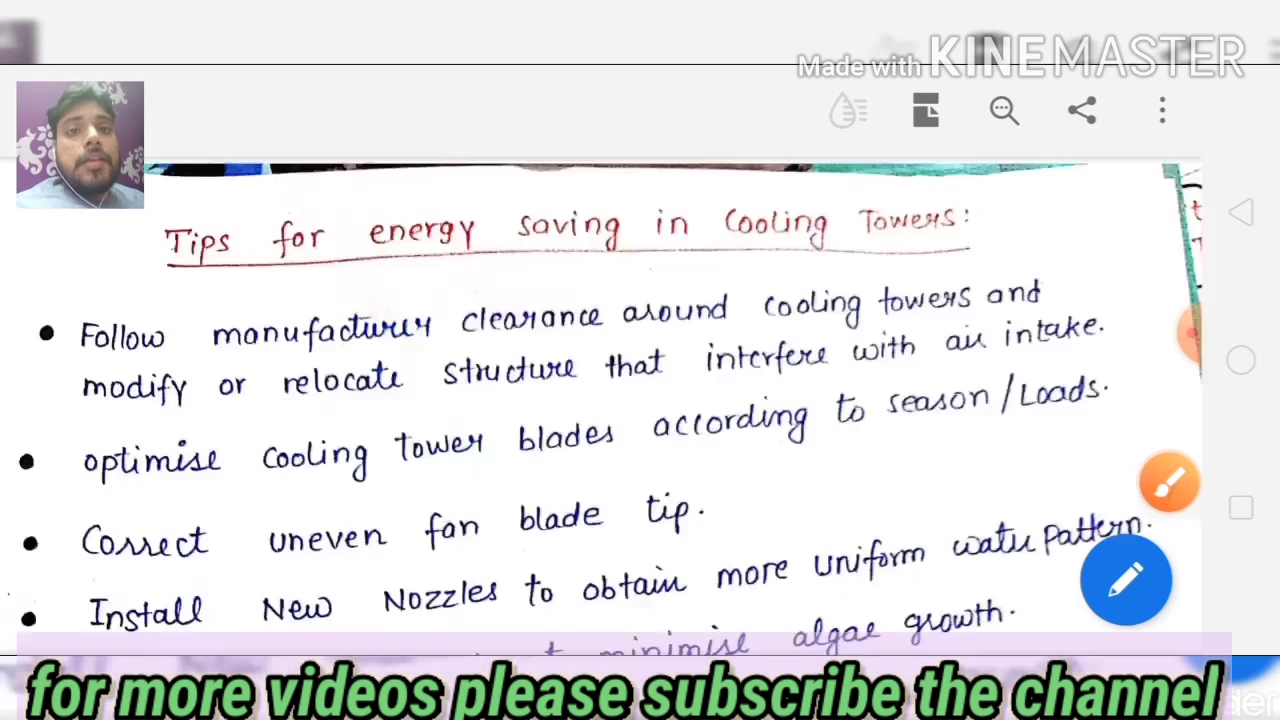 Made with KINEMASTER
Tips for energy saving in Cooling Towers:
• Follow manufacturer clearance around cooling towers and
modify or relocate structure that interfere with air intake.
• optimise cooling tower blades according to season/Loads.
• Correct uneven fan blade tip.
• Install New Nozzles to obtain more uniform water pattern.
minimise algae growth.
for more videos please subscribe the channel